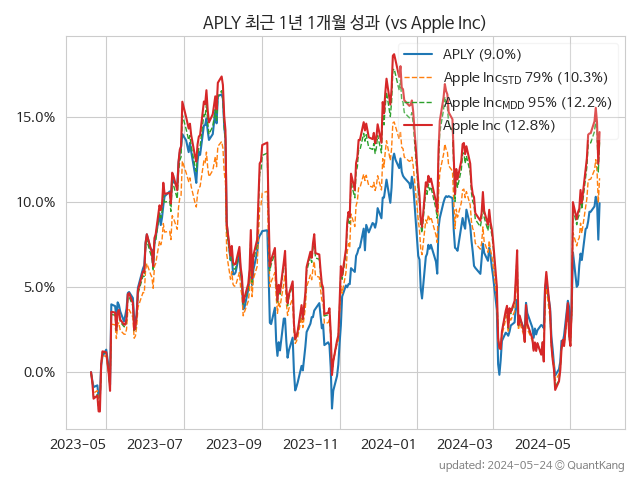 APLY 최근 1년 1개월 성과 (vs Apple Inc)
APLY (9.0%)
Apple Inc_STD 79% (10.3%)
Apple Inc_MDD 95% (12.2%)
Apple Inc (12.8%)
15.0%
10.0%
5.0%
0.0%
2023-05 2023-07 2023-09 2023-11 2024-01 2024-03 2024-05
updated: 2024-05-24 ⓒ QuantKang